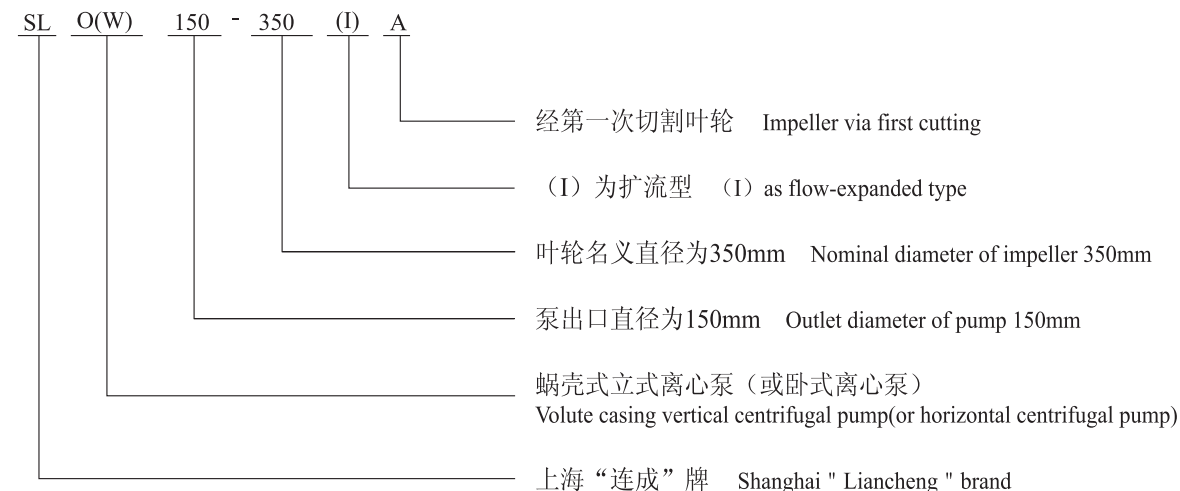 SL O(W) 150 - 350 (I) A
经第一次切割叶轮 Impeller via first cutting
（I）为扩流型 （I）as flow-expanded type
叶轮名义直径为350mm Nominal diameter of impeller 350mm
泵出口直径为150mm Outlet diameter of pump 150mm
蜗壳式立式离心泵（或卧式离心泵）
Volute casing vertical centrifugal pump(or horizontal centrifugal pump)
上海“连成”牌 Shanghai " Liancheng " brand